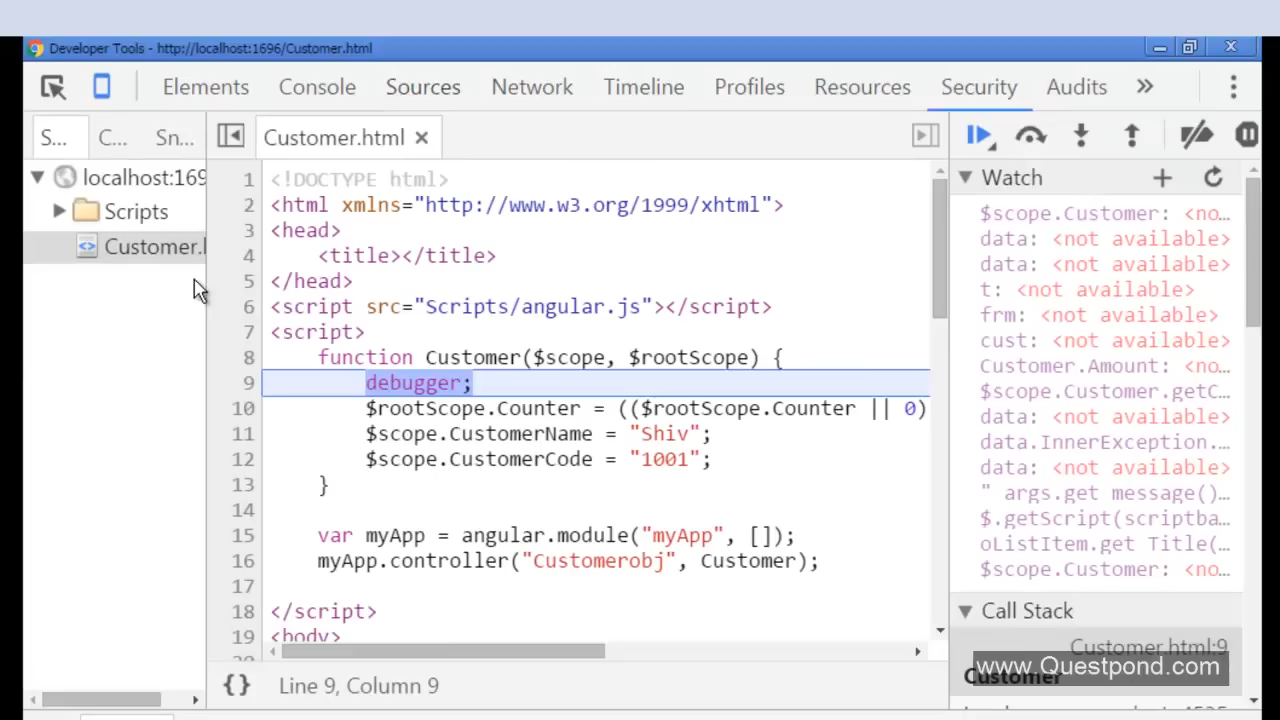 Developer Tools - http://localhost:1696/Customer.html
Elements Console Sources Network Timeline Profiles Resources Security Audits »
S... C... Sn...
Customer.html ×
localhost:169
Scripts
Customer.
1 <!DOCTYPE html>
2 <html xmlns="http://www.w3.org/1999/xhtml">
3 <head>
4 <title></title>
5 </head>
6 <script src="Scripts/angular.js"></script>
7 <script>
8 function Customer($scope, $rootScope) {
9 debugger;
10 $rootScope.Counter = (($rootScope.Counter || 0)
11 $scope.CustomerName = "Shiv";
12 $scope.CustomerCode = "1001";
13 }
14
15 var myApp = angular.module("myApp", []);
16 myApp.controller("Customerobj", Customer);
17
18 </script>
19 <body>
{} Line 9, Column 9
Watch
$scope.Customer: <no…
data: <not available>
data: <not available>
t: <not available>
frm: <not available>
cust: <not available>
Customer.Amount: <no…
$scope.Customer.getC…
data: <not available>
data.InnerException.…
data: <not available>
" args.get message()…
$.getScript(scriptba…
oListItem.get Title(…
$scope.Customer: <no…
Call Stack
Customer.html:9
Customer
www.Questpond.com